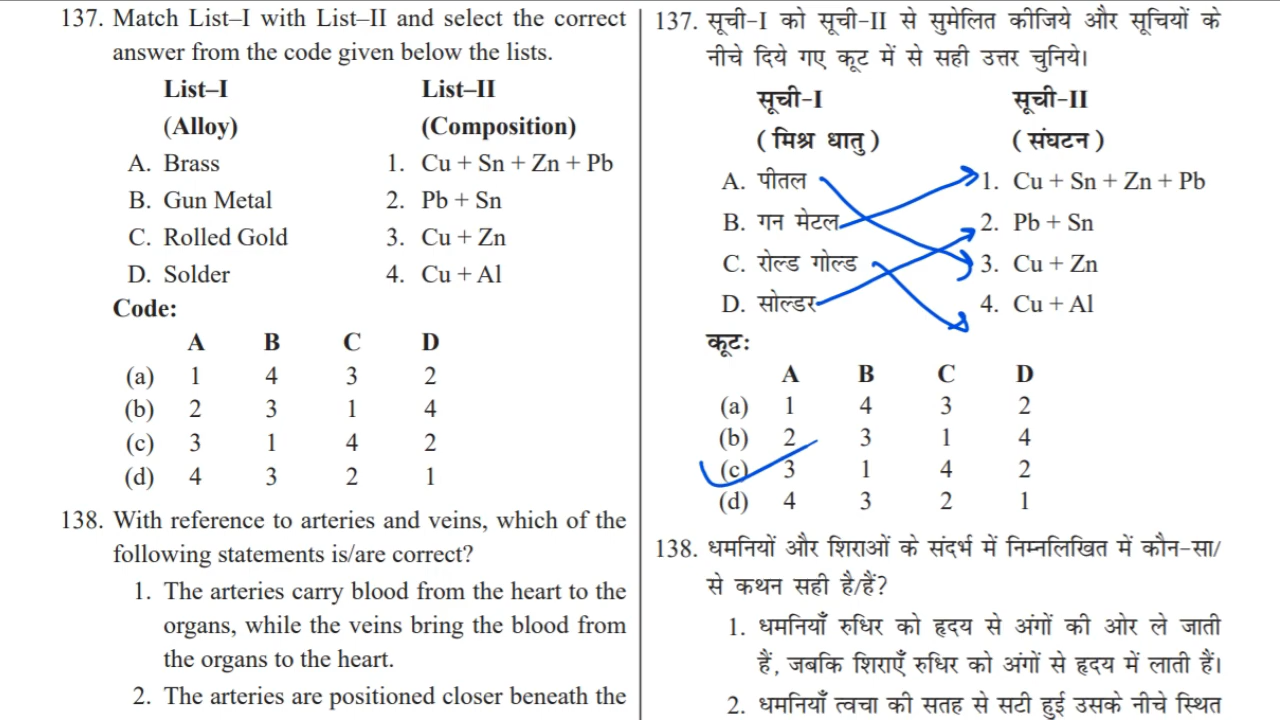 137. Match List–I with List–II and select the correct
answer from the code given below the lists.
List–I List–II
(Alloy) (Composition)
A. Brass 1. Cu + Sn + Zn + Pb
B. Gun Metal 2. Pb + Sn
C. Rolled Gold 3. Cu + Zn
D. Solder 4. Cu + Al
Code:
A B C D
(a) 1 4 3 2
(b) 2 3 1 4
(c) 3 1 4 2
(d) 4 3 2 1
138. With reference to arteries and veins, which of the
following statements is/are correct?
1. The arteries carry blood from the heart to the
organs, while the veins bring the blood from
the organs to the heart.
2. The arteries are positioned closer beneath the
137. सूची-I को सूची-II से सुमेलित कीजिये और सूचियों के
नीचे दिये गए कूट में से सही उत्तर चुनिये।
सूची-I सूची-II
(मिश्र धातु) (संघटन)
A. पीतल 1. Cu + Sn + Zn + Pb
B. गन मेटल 2. Pb + Sn
C. रोल्ड गोल्ड 3. Cu + Zn
D. सोल्डर 4. Cu + Al
कूटः
A B C D
(a) 1 4 3 2
(b) 2 3 1 4
(c) 3 1 4 2
(d) 4 3 2 1
138. धमनियों और शिराओं के संदर्भ में निम्नलिखित में कौन-सा/
से कथन सही है/हैं?
1. धमनियाँ रुधिर को हृदय से अंगों की ओर ले जाती
हैं, जबकि शिराएँ रुधिर को अंगों से हृदय में लाती हैं।
2. धमनियाँ त्वचा की सतह से सटी हुई उसके नीचे स्थित